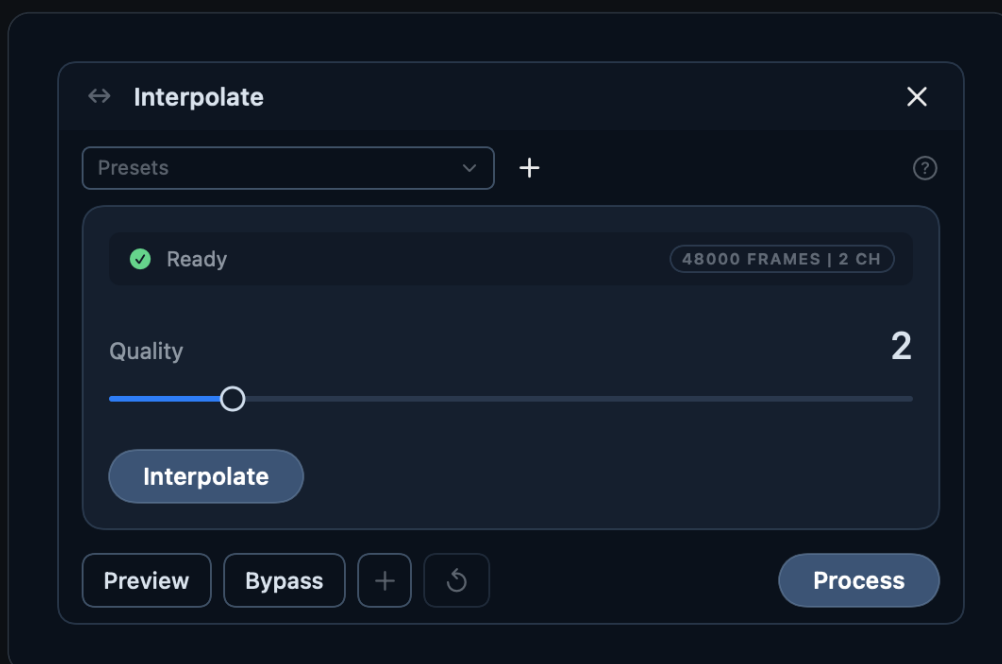 Interpolate
Presets
Ready
48000 FRAMES | 2 CH
Quality
2
Interpolate
Preview
Bypass
Process